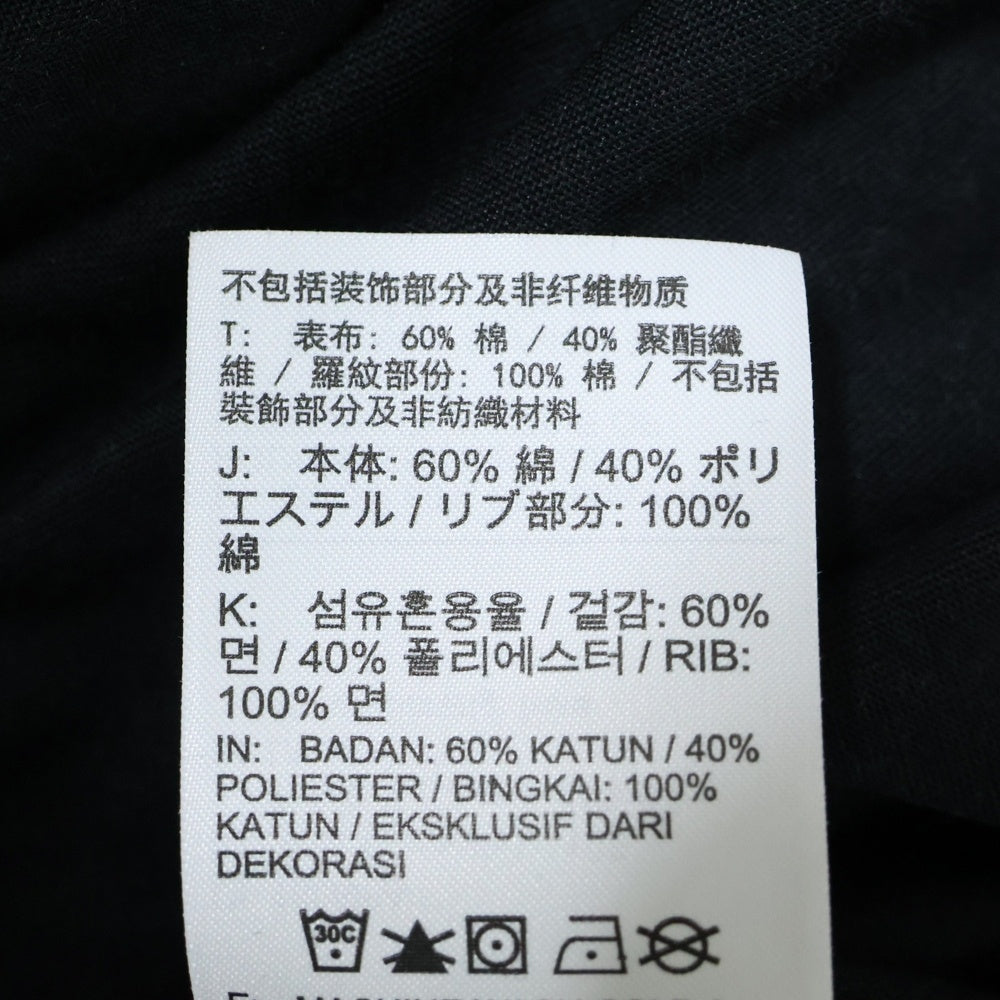 不包括装饰部分及非纤维物质
T: 表布: 60% 棉 / 40% 聚酯纖
維 / 羅紋部份: 100% 棉 / 不包括
裝飾部分及非紡織材料
J: 本体: 60% 綿 / 40% ポリ
エステル / リブ部分: 100%
綿
K: 섬유혼용율 / 겉감: 60%
면 / 40% 폴리에스터 / RIB:
100% 면
IN: BADAN: 60% KATUN / 40%
POLIESTER / BINGKAI: 100%
KATUN / EKSKLUSIF DARI
DEKORASI
30C